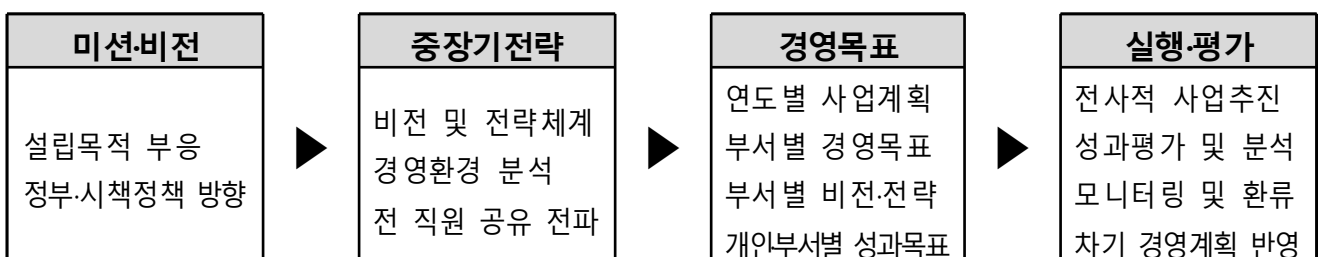 미션·비전
설립목적 부응
정부·시책정책 방향
중장기전략
비전 및 전략체계
경영환경 분석
전 직원 공유 전파
경영목표
연도별 사업계획
부서별 경영목표
부서별 비전·전략
개인부서별 성과목표
실행·평가
전사적 사업추진
성과평가 및 분석
모니터링 및 환류
차기 경영계획 반영